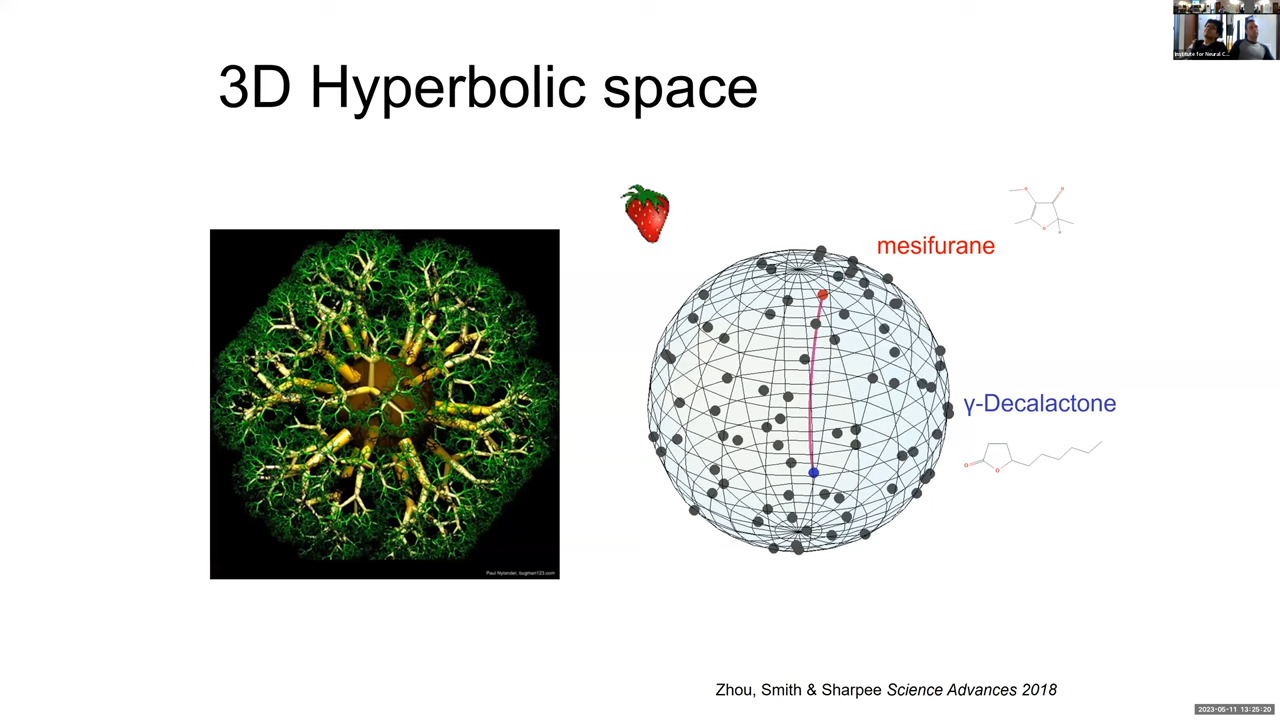 Institute for Neural C...
3D Hyperbolic space
mesifurane
γ-Decalactone
Paul Nylander, bugman123.com
Zhou, Smith & Sharpee Science Advances 2018
2023-05-11 13:25:20